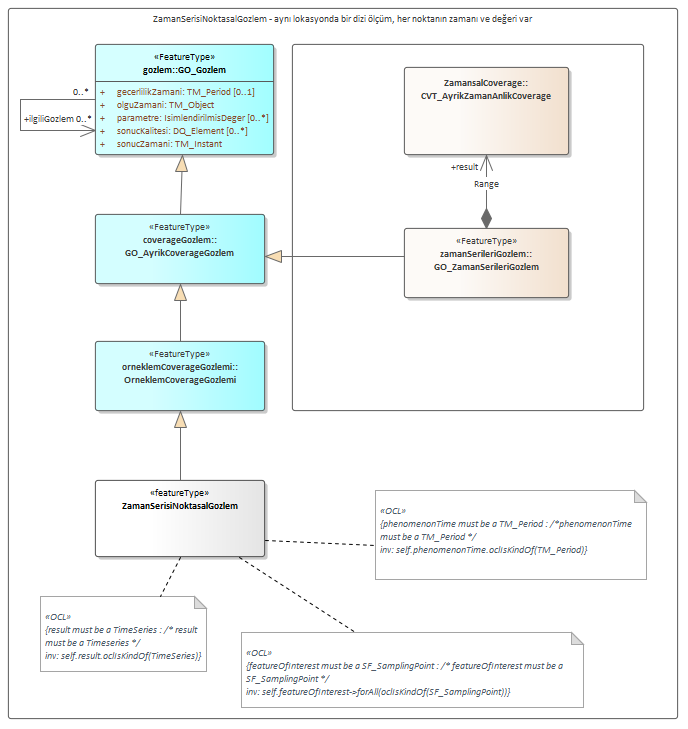 ZamanSerisiNoktasalGozlem - aynı lokasyonda bir dizi ölçüm, her noktanın zamanı ve değeri var
«FeatureType»
gozlem::GO_Gozlem
+ gecerlilikZamani: TM_Period [0..1]
+ olguZamani: TM_Object
+ parametre: IsimlendirilmisDeger [0..*]
+ sonucKalitesi: DQ_Element [0..*]
+ sonucZamani: TM_Instant
0..*
+ilgiliGozlem 0..*
ZamansalCoverage::
CVT_AyrikZamanAnlikCoverage
+result
Range
«FeatureType»
coverageGozlem::
GO_AyrikCoverageGozlem
«FeatureType»
zamanSerileriGozlem::
GO_ZamanSerileriGozlem
«FeatureType»
orneklemCoverageGozlemi::
OrneklemCoverageGozlemi
«featureType»
ZamanSerisiNoktasalGozlem
«OCL»
{phenomenonTime must be a TM_Period : /*phenomenonTime
must be a TM_Period */
inv: self.phenomenonTime.oclIsKindOf(TM_Period)}
«OCL»
{result must be a TimeSeries : /* result
must be a Timeseries */
inv: self.result.oclIsKindOf(TimeSeries)}
«OCL»
{featureOfInterest must be a SF_SamplingPoint : /* featureOfInterest must be a
SF_SamplingPoint */
inv: self.featureOfInterest->forAll(oclIsKindOf(SF_SamplingPoint))}